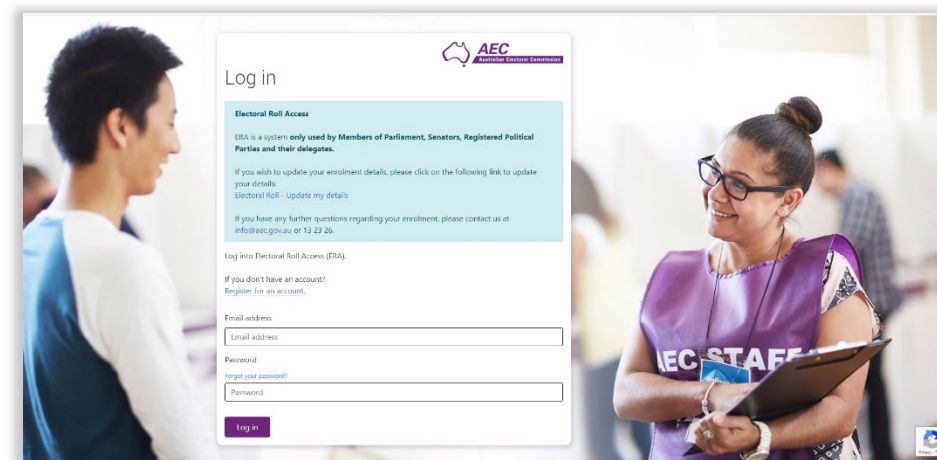 AEC
Australian Electoral Commission
Log in
Electoral Roll Access
ERA is a system only used by Members of Parliament, Senators, Registered Political
Parties and their delegates.
If you wish to update your enrolment details, please click on the following link to update
your details:
Electoral Roll - Update my details
If you have any further questions regarding your enrolment, please contact us at
info@aec.gov.au or 13 23 26.
Log into Electoral Roll Access (ERA).
If you don't have an account?
Register for an account.
Email address
Email address
Password
Forgot your password?
Password
Log in
AEC STAFF